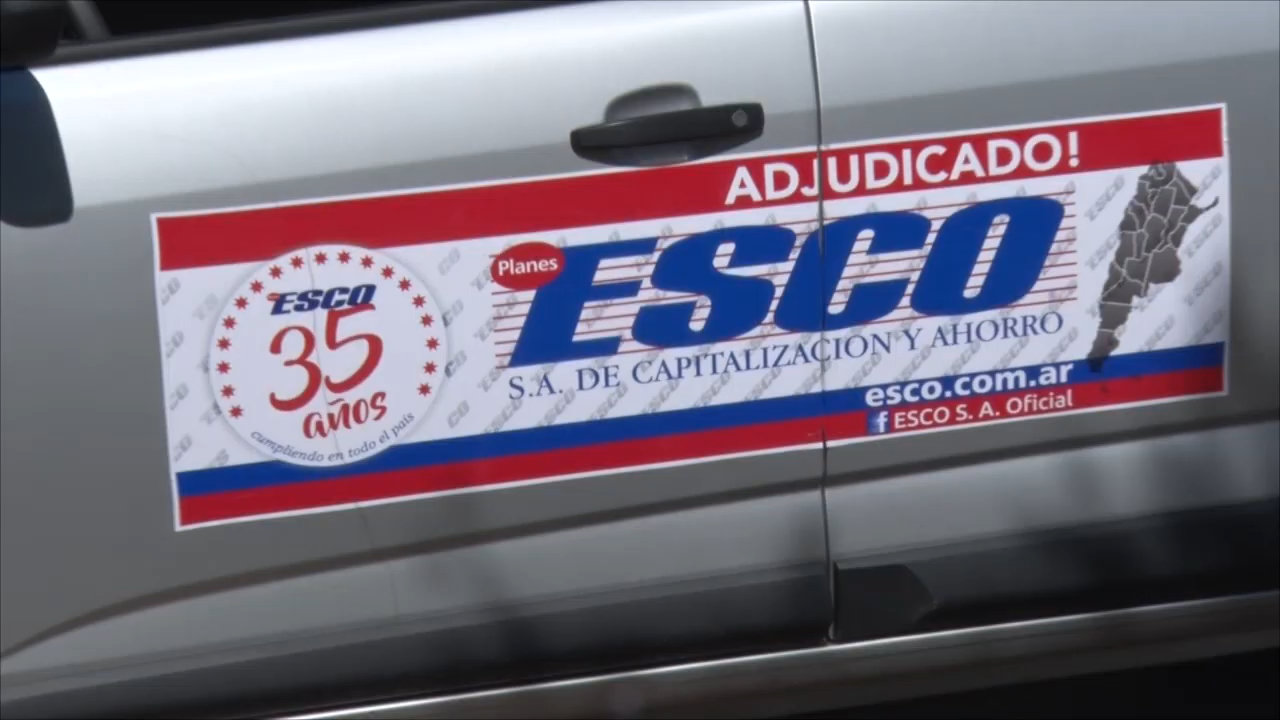 ADJUDICADO!
Planes
ESCO
S.A. DE CAPITALIZACION Y AHORRO
ESCO
35
años
cumpliendo en todo el país
esco.com.ar
f ESCO S. A. Oficial